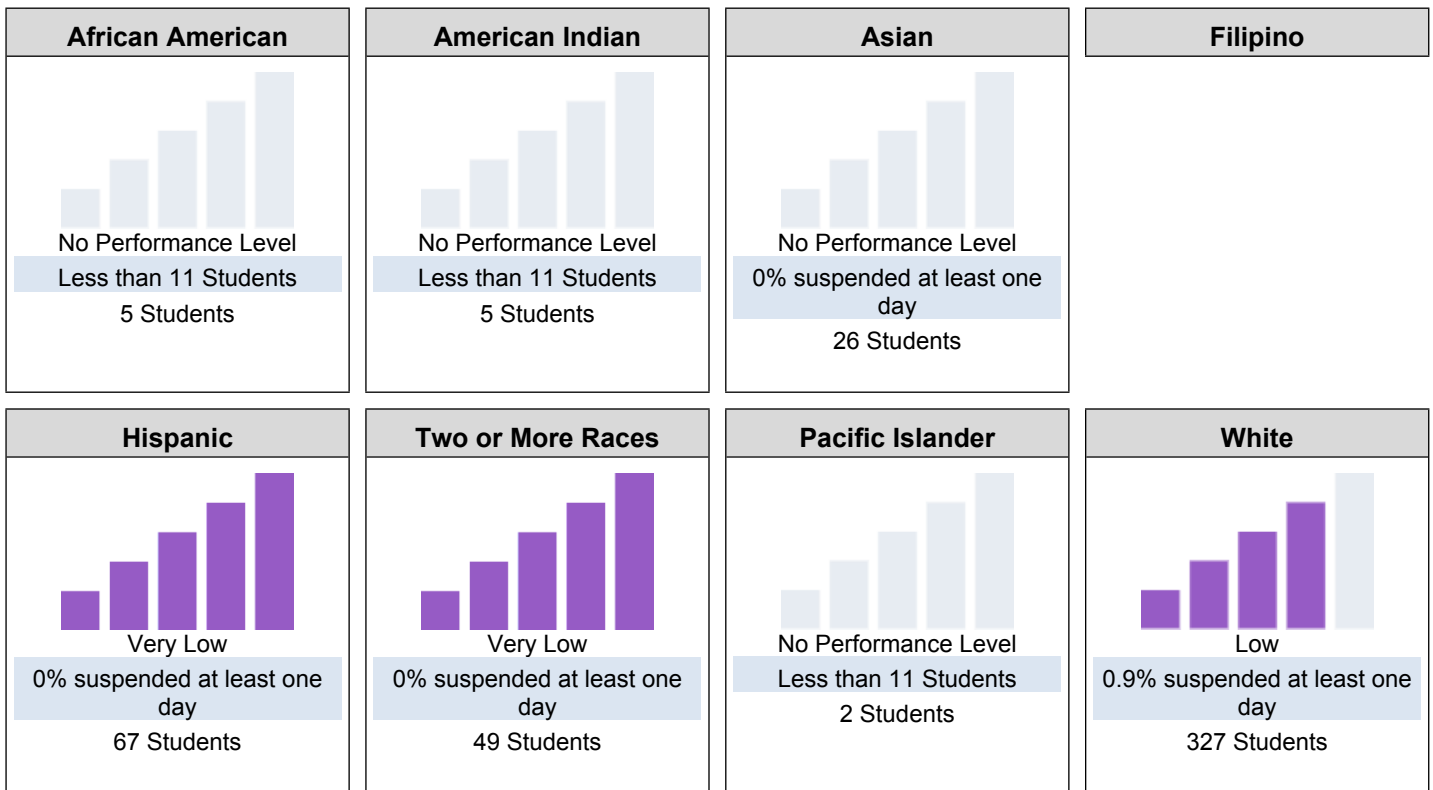 African American
No Performance Level
Less than 11 Students
5 Students
American Indian
No Performance Level
Less than 11 Students
5 Students
Asian
No Performance Level
0% suspended at least one
day
26 Students
Filipino
Hispanic
Very Low
0% suspended at least one
day
67 Students
Two or More Races
Very Low
0% suspended at least one
day
49 Students
Pacific Islander
No Performance Level
Less than 11 Students
2 Students
White
Low
0.9% suspended at least one
day
327 Students